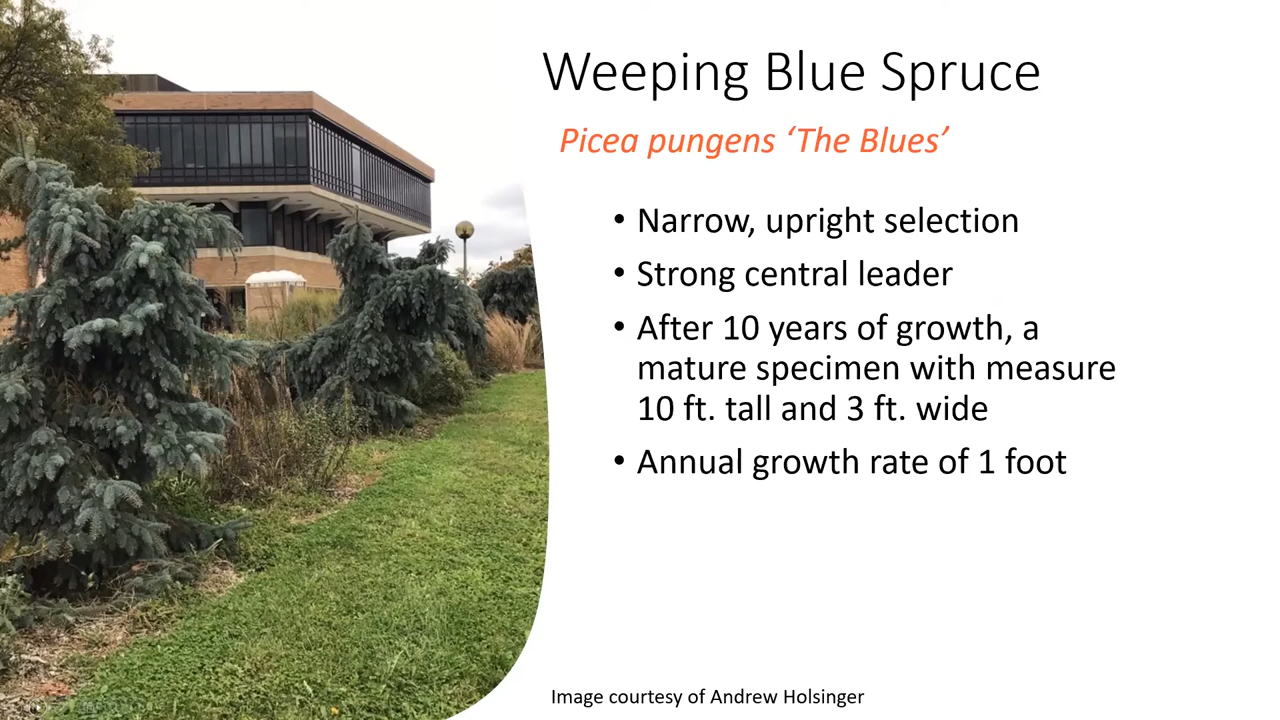 Weeping Blue Spruce
Picea pungens ‘The Blues’
• Narrow, upright selection
• Strong central leader
• After 10 years of growth, a
mature specimen with measure
10 ft. tall and 3 ft. wide
• Annual growth rate of 1 foot
Image courtesy of Andrew Holsinger